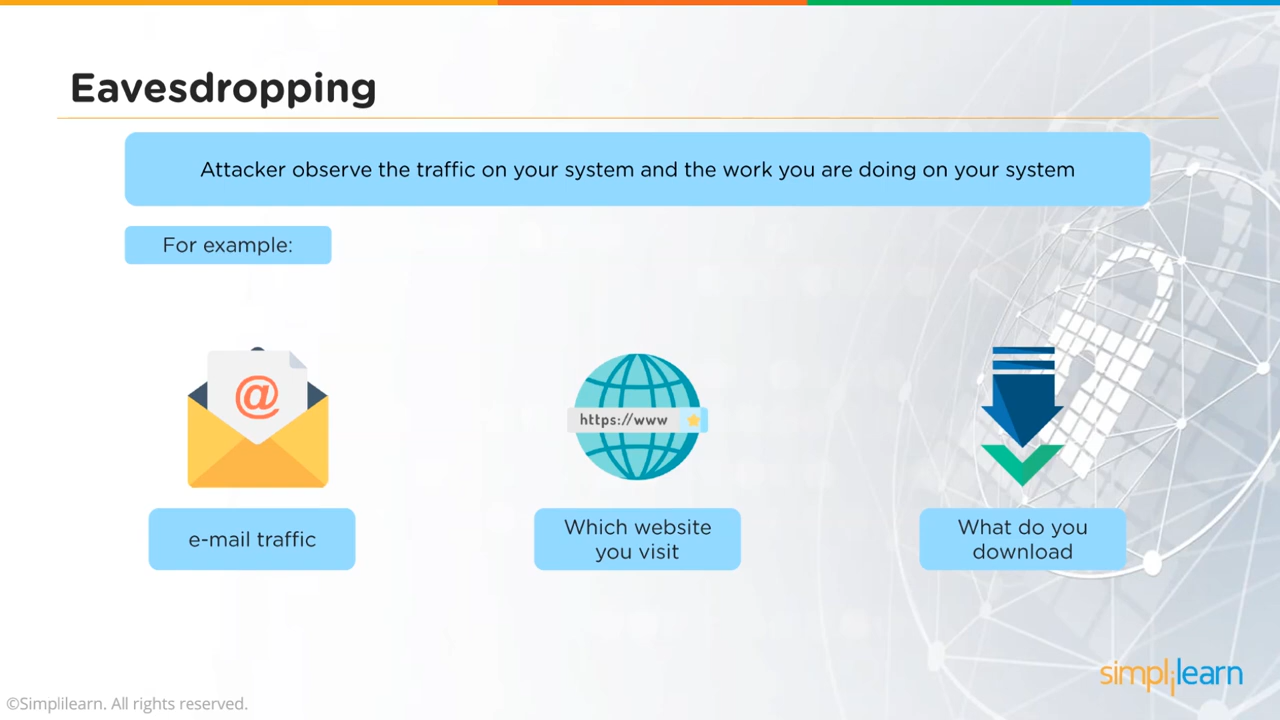 Eavesdropping
Attacker observe the traffic on your system and the work you are doing on your system
For example:
@
https://www
e-mail traffic
Which website
you visit
What do you
download
simplilearn
©Simplilearn. All rights reserved.